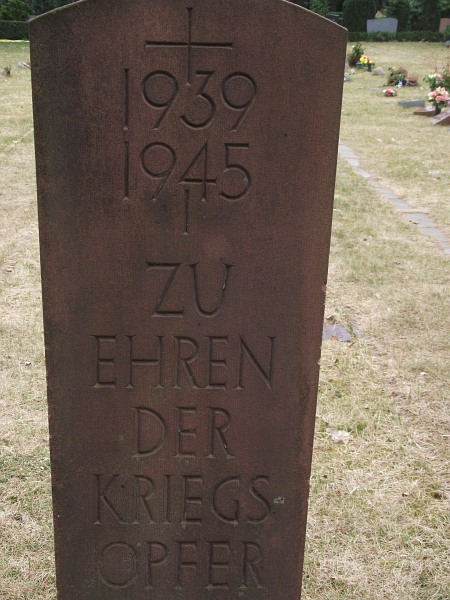 1939
1945
ZU
EHREN
DER
KRIEGS
OPFER